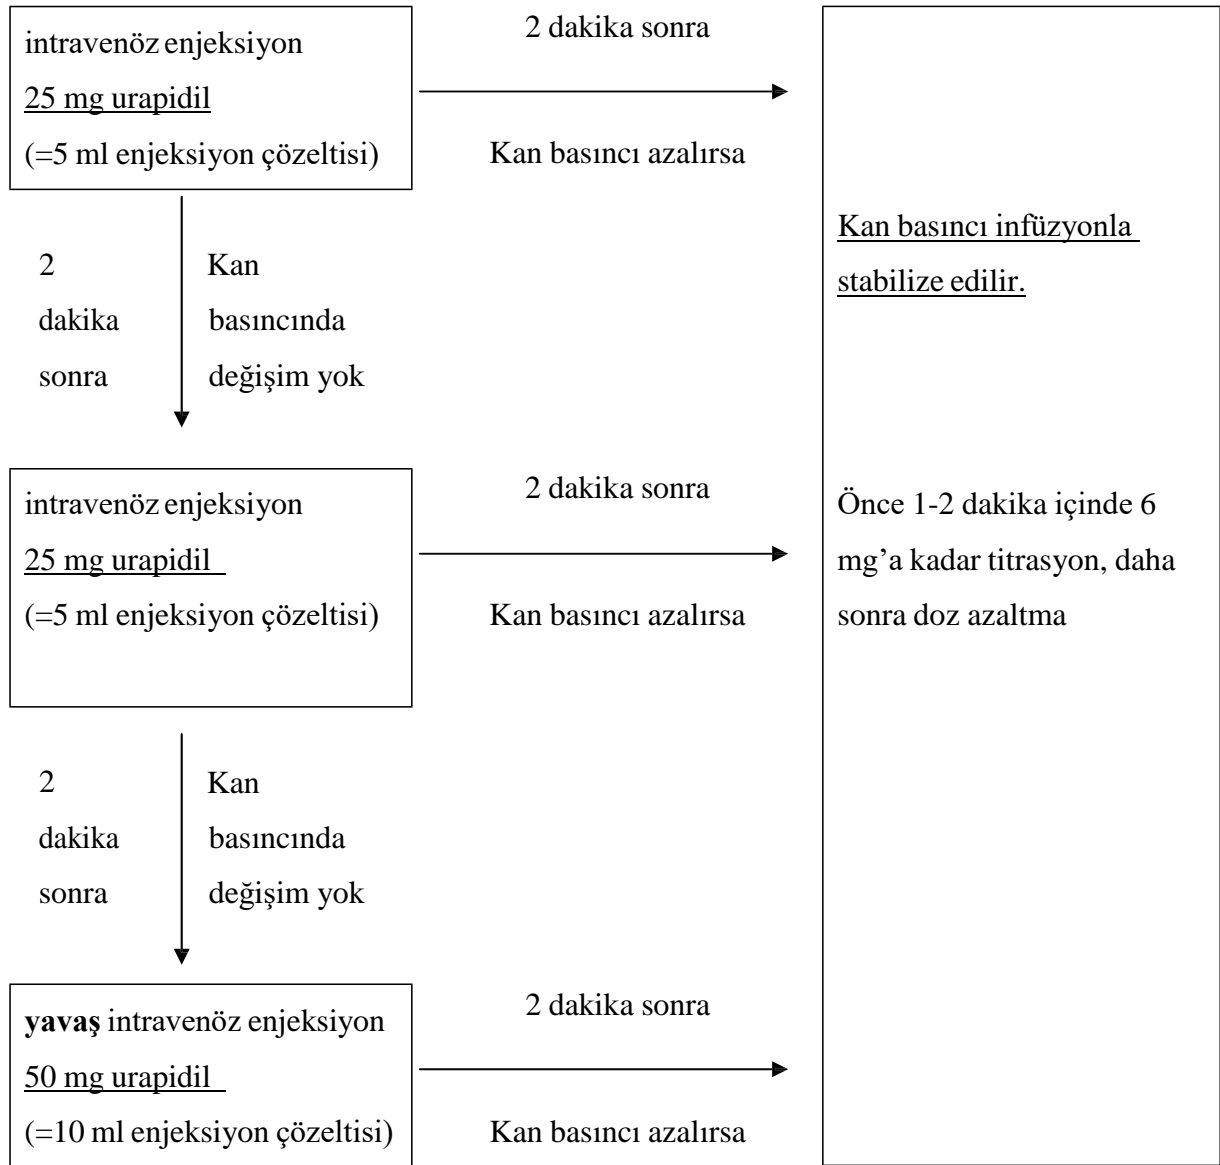 intravenöz enjeksiyon
25 mg urapidil
(=5 ml enjeksiyon çözeltisi)
2 dakika sonra
Kan basıncı azalırsa
2
dakika
sonra
Kan
basıncında
değişim yok
Kan basıncı infüzyonla
stabilize edilir.
intravenöz enjeksiyon
25 mg urapidil
(=5 ml enjeksiyon çözeltisi)
2 dakika sonra
Kan basıncı azalırsa
Önce 1-2 dakika içinde 6
mg’a kadar titrasyon, daha
sonra doz azaltma
2
dakika
sonra
Kan
basıncında
değişim yok
yavaş intravenöz enjeksiyon
50 mg urapidil
(=10 ml enjeksiyon çözeltisi)
2 dakika sonra
Kan basıncı azalırsa